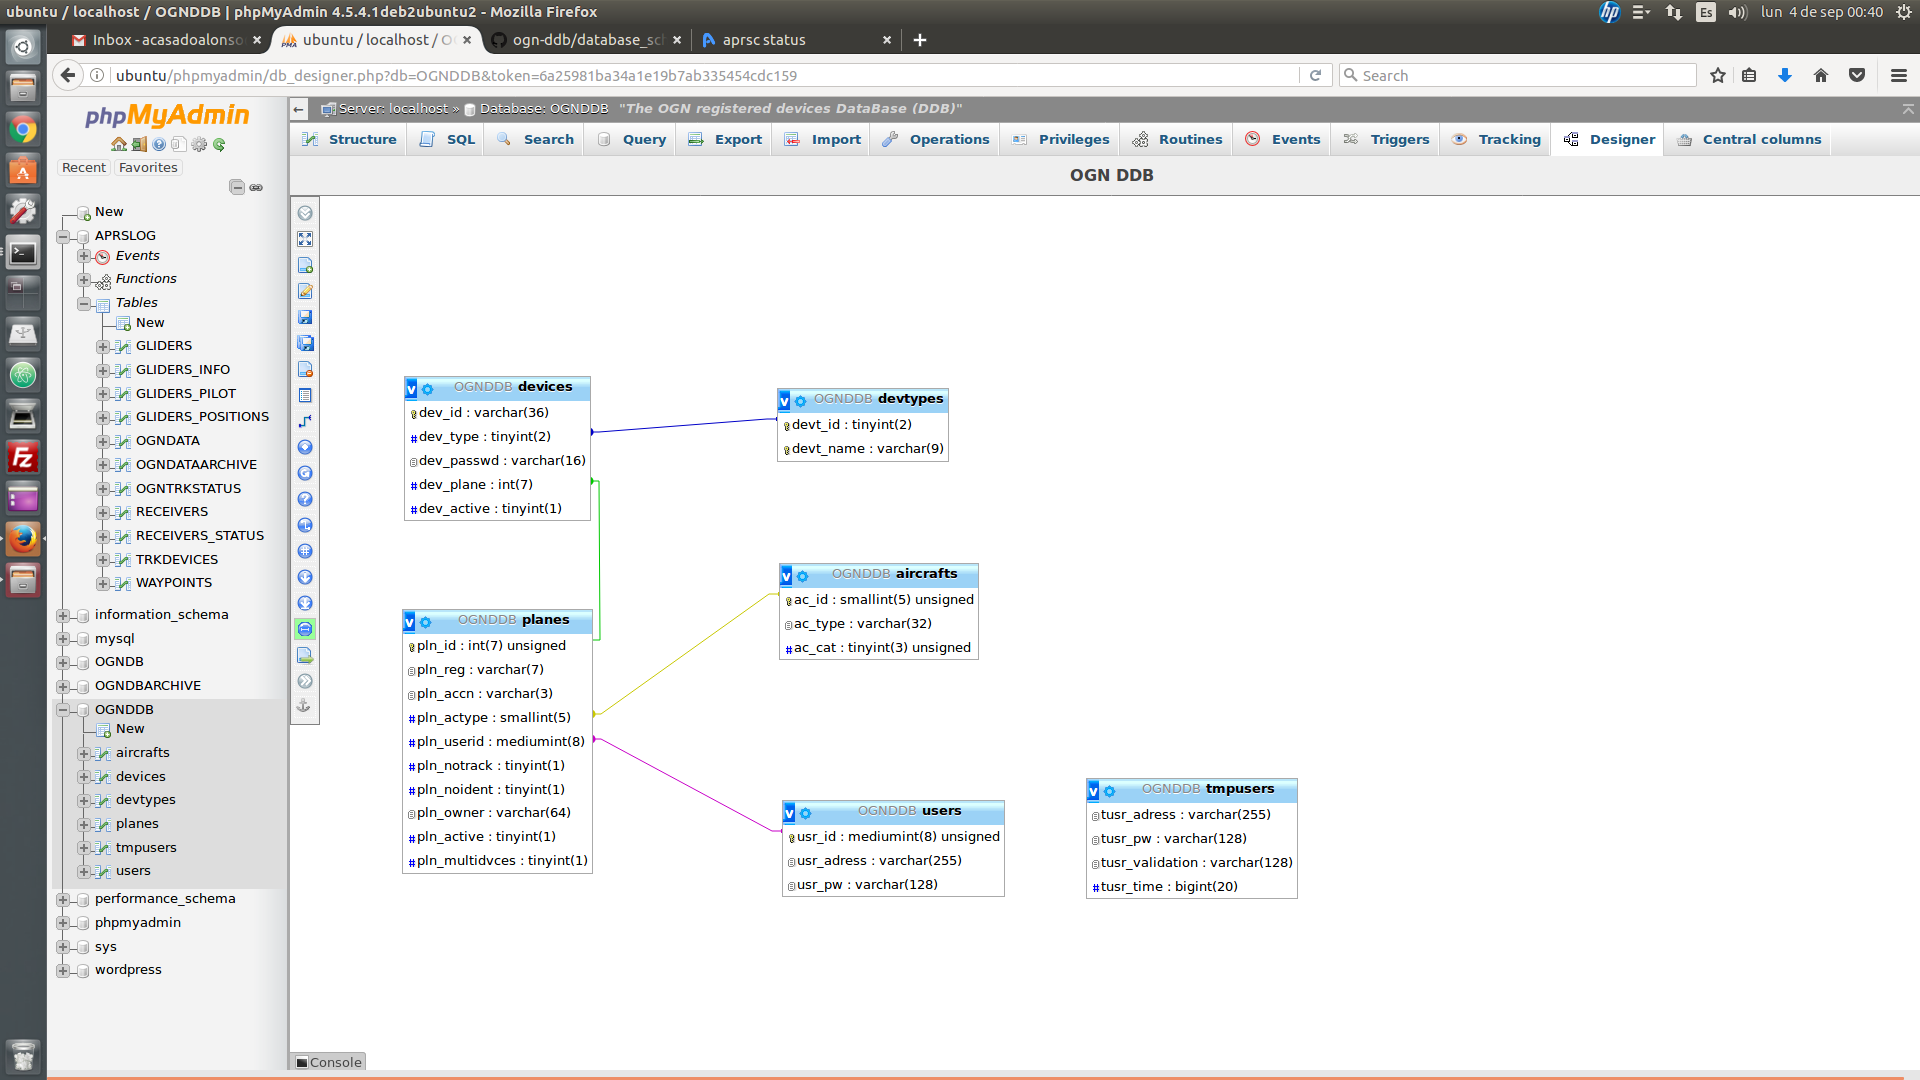 ubuntu / localhost / OGNDDB | phpMyAdmin 4.5.4.1deb2ubuntu2 - Mozilla Firefox
Es
lun 4 de sep 00:40
Inbox - acasadoalonso
ubuntu / localhost / O
ogn-ddb/database_sc
aprsc status
ubuntu/phpmyadmin/db_designer.php?db=OGNDDB&token=6a25981ba34a1e19b7ab335454cdc159
Search
phpMyAdmin
Recent
Favorites
New
APRSLOG
Events
Functions
Tables
New
GLIDERS
GLIDERS_INFO
GLIDERS_PILOT
GLIDERS_POSITIONS
OGNDATA
OGNDATAARCHIVE
OGNTRKSTATUS
RECEIVERS
RECEIVERS_STATUS
TRKDEVICES
WAYPOINTS
information_schema
mysql
OGNDB
OGNDBARCHIVE
OGNDDB
New
aircrafts
devices
devtypes
planes
tmpusers
users
performance_schema
phpmyadmin
sys
wordpress
Server: localhost » Database: OGNDDB "The OGN registered devices DataBase (DDB)"
Structure
SQL
Search
Query
Export
Import
Operations
Privileges
Routines
Events
Triggers
Tracking
Designer
Central columns
OGN DDB
v OGNDDB devices
dev_id : varchar(36)
dev_type : tinyint(2)
dev_passwd : varchar(16)
dev_plane : int(7)
dev_active : tinyint(1)
v OGNDDB devtypes
devt_id : tinyint(2)
devt_name : varchar(9)
v OGNDDB aircrafts
ac_id : smallint(5) unsigned
ac_type : varchar(32)
ac_cat : tinyint(3) unsigned
v OGNDDB planes
pln_id : int(7) unsigned
pln_reg : varchar(7)
pln_accn : varchar(3)
pln_actype : smallint(5)
pln_userid : mediumint(8)
pln_notrack : tinyint(1)
pln_noident : tinyint(1)
pln_owner : varchar(64)
pln_active : tinyint(1)
pln_multidvces : tinyint(1)
v OGNDDB users
usr_id : mediumint(8) unsigned
usr_adress : varchar(255)
usr_pw : varchar(128)
v OGNDDB tmpusers
tusr_adress : varchar(255)
tusr_pw : varchar(128)
tusr_validation : varchar(128)
tusr_time : bigint(20)
Console